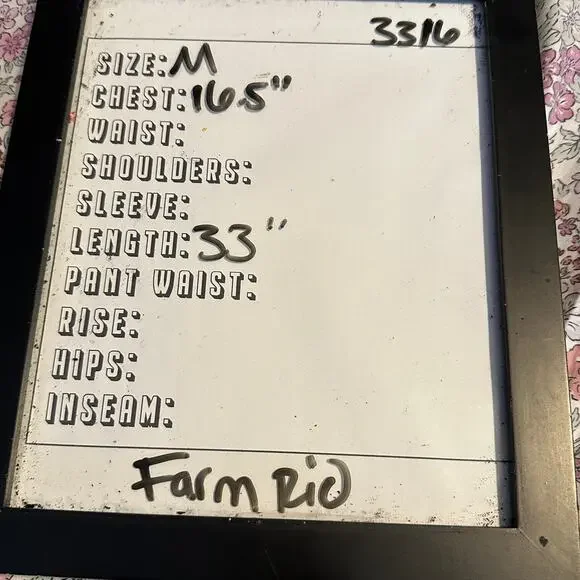 3316
SIZE: M
CHEST: 16.5"
WAIST:
SHOULDERS:
SLEEVE:
LENGTH: 33"
PANT WAIST:
RISE:
HIPS:
INSEAM:
Farm Rio